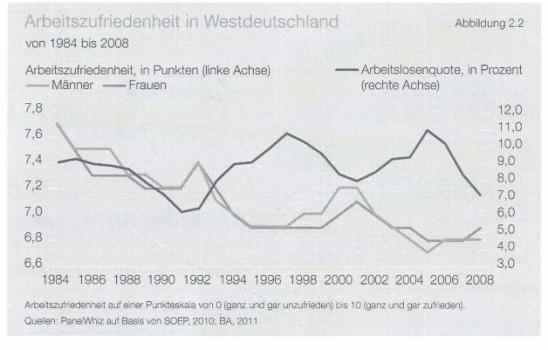 Arbeitszufriedenheit in Westdeutschland
Abbildung 2.2
von 1984 bis 2008
Arbeitszufriedenheit, in Punkten (linke Achse)
Männer Frauen
Arbeitslosenquote, in Prozent
(rechte Achse)
7,8
7,6
7,4
7,2
7,0
6,8
6,6
12,0
11,0
10,0
9,0
8,0
7,0
6,0
5,0
4,0
3,0
1984 1986 1988 1990 1992 1994 1996 1998 2000 2002 2004 2006 2008
Arbeitszufriedenheit auf einer Punkteskala von 0 (ganz und gar unzufrieden) bis 10 (ganz und gar zufrieden).
Quellen: PanelWhiz auf Basis von SOEP, 2010; BA, 2011